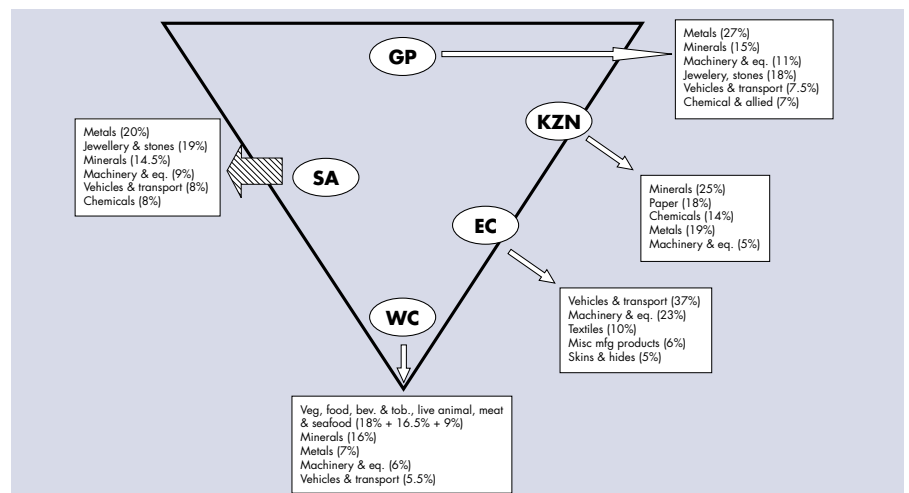 GP
Metals (27%)
Minerals (15%)
Machinery & eq. (11%)
Jewelery, stones (18%)
Vehicles & transport (7.5%)
Chemical & allied (7%)
KZN
Metals (20%)
Jewellery & stones (19%)
Minerals (14.5%)
Machinery & eq. (9%)
Vehicles & transport (8%)
Chemicals (8%)
SA
Minerals (25%)
Paper (18%)
Chemicals (14%)
Metals (19%)
Machinery & eq. (5%)
EC
Vehicles & transport (37%)
Machinery & eq. (23%)
Textiles (10%)
Misc mfg products (6%)
Skins & hides (5%)
WC
Veg, food, bev. & tob., live animal, meat
& seafood (18% + 16.5% + 9%)
Minerals (16%)
Metals (7%)
Machinery & eq. (6%)
Vehicles & transport (5.5%)